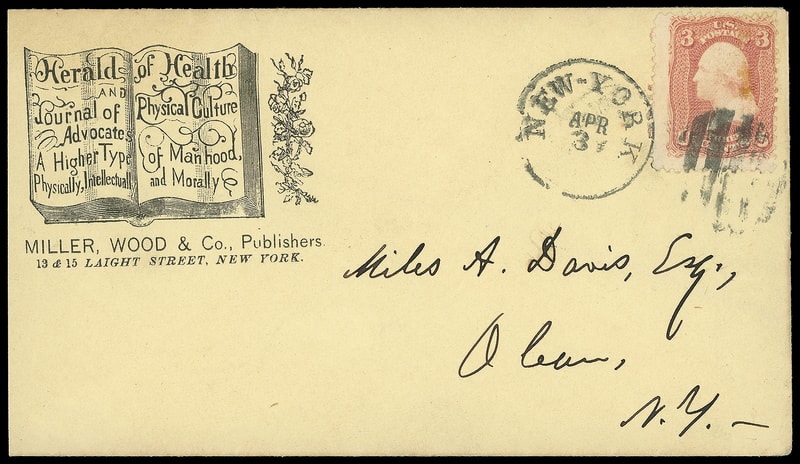 Herald of Health
AND
Journal of Physical Culture
Advocates
A Higher Type of Manhood,
Physically, Intellectually and Morally
MILLER, WOOD & Co., Publishers.
13 & 15 LAIGHT STREET, NEW YORK.
NEW-YORK
APR
U.S.
POSTAGE
3 3
Miles A. Davis, Esq.,
Olean,
N.Y.